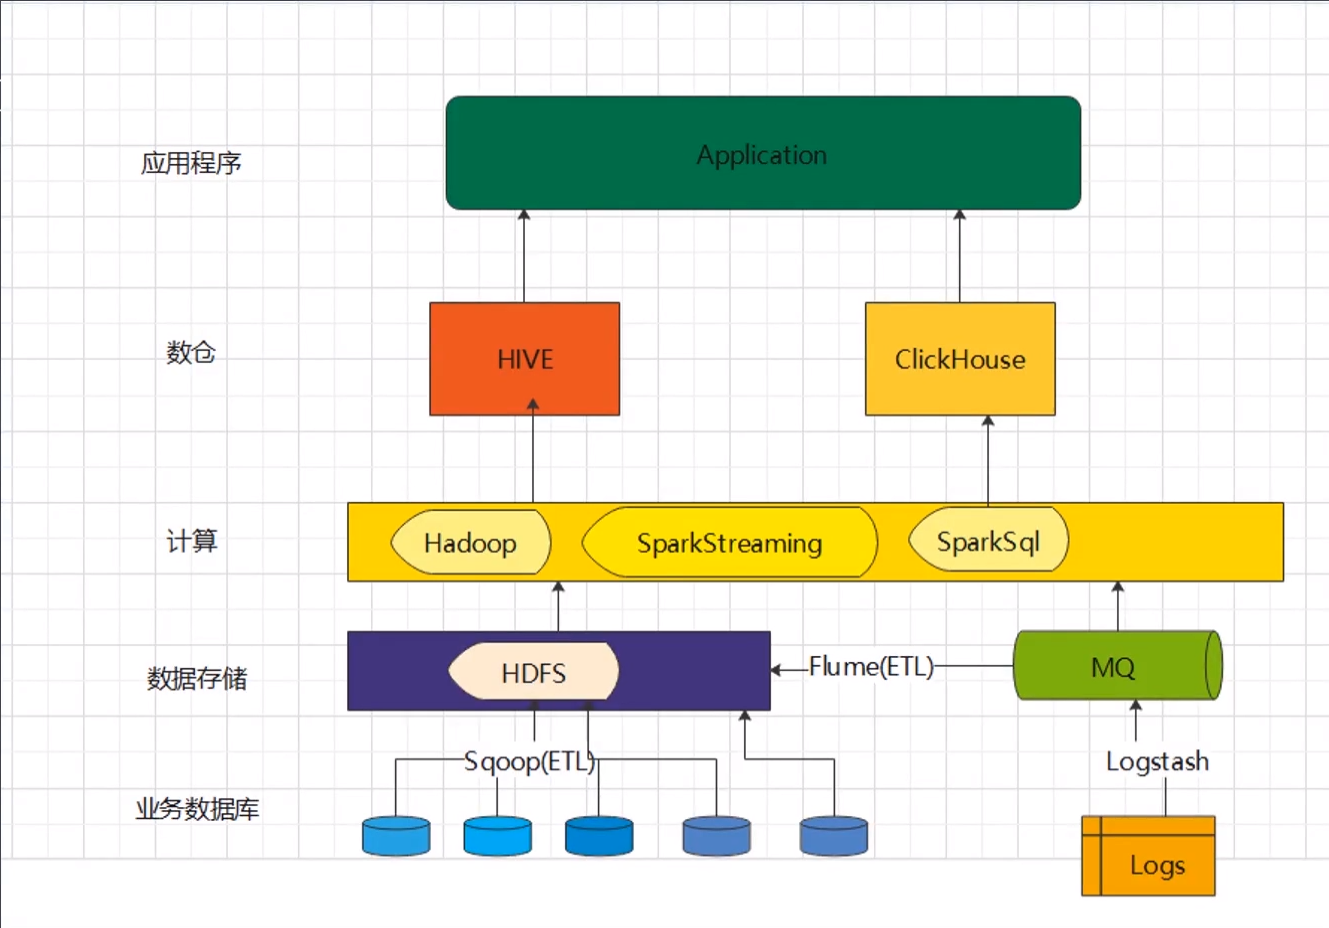 应用程序
Application
数仓
HIVE
ClickHouse
计算
Hadoop
SparkStreaming
SparkSql
数据存储
HDFS
Flume(ETL)
MQ
Sqoop(ETL)
Logstash
业务数据库
Logs